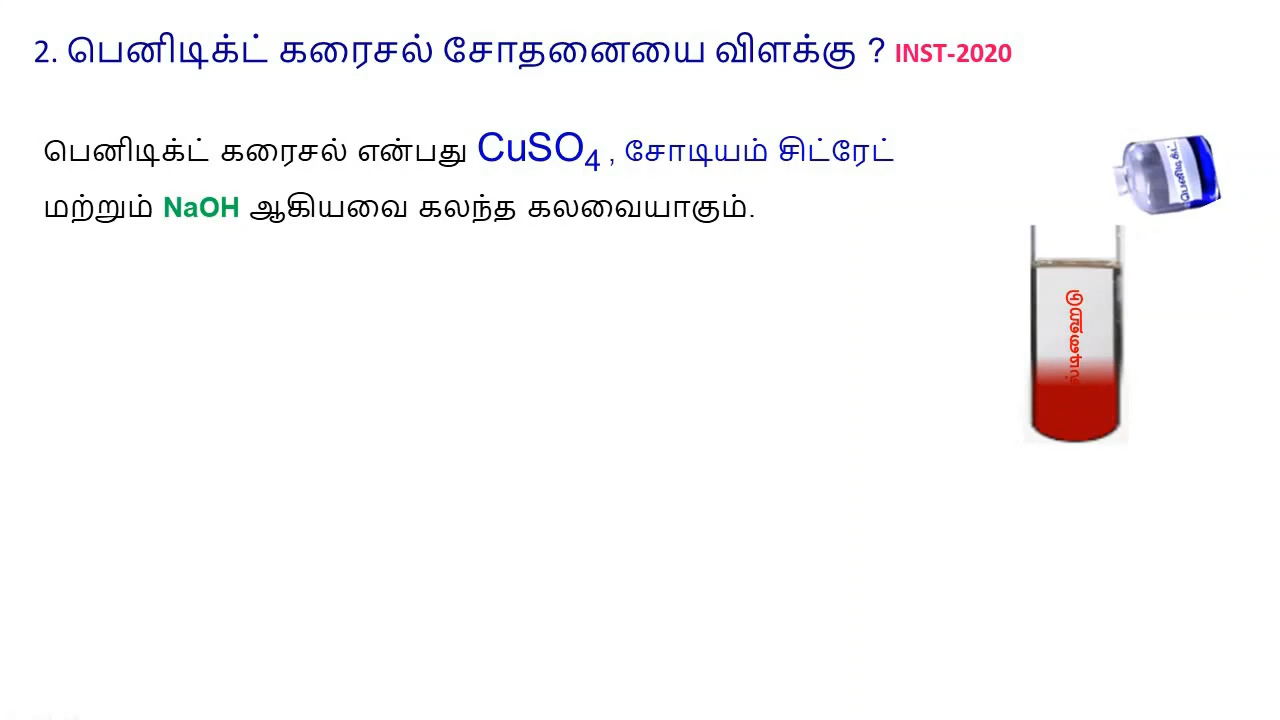 2. பெனிடிக்ட் கரைசல் சோதனையை விளக்கு ? INST-2020
பெனிடிக்ட் கரைசல் என்பது CuSO₄ , சோடியம் சிட்ரேட்
மற்றும் NaOH ஆகியவை கலந்த கலவையாகும்.
பெனிடிக்ட்
ஆல்டிஹைடு